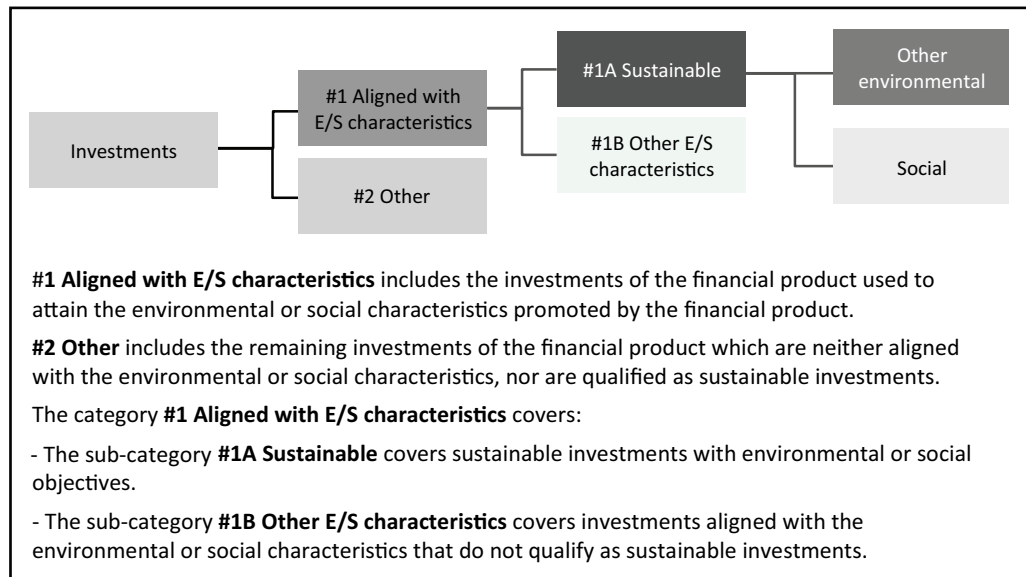 Investments
#1 Aligned with
E/S characteristics
#2 Other
#1A Sustainable
#1B Other E/S
characteristics
Other
environmental
Social
#1 Aligned with E/S characteristics includes the investments of the financial product used to
attain the environmental or social characteristics promoted by the financial product.
#2 Other includes the remaining investments of the financial product which are neither aligned
with the environmental or social characteristics, nor are qualified as sustainable investments.
The category #1 Aligned with E/S characteristics covers:
- The sub-category #1A Sustainable covers sustainable investments with environmental or social
objectives.
- The sub-category #1B Other E/S characteristics covers investments aligned with the
environmental or social characteristics that do not qualify as sustainable investments.